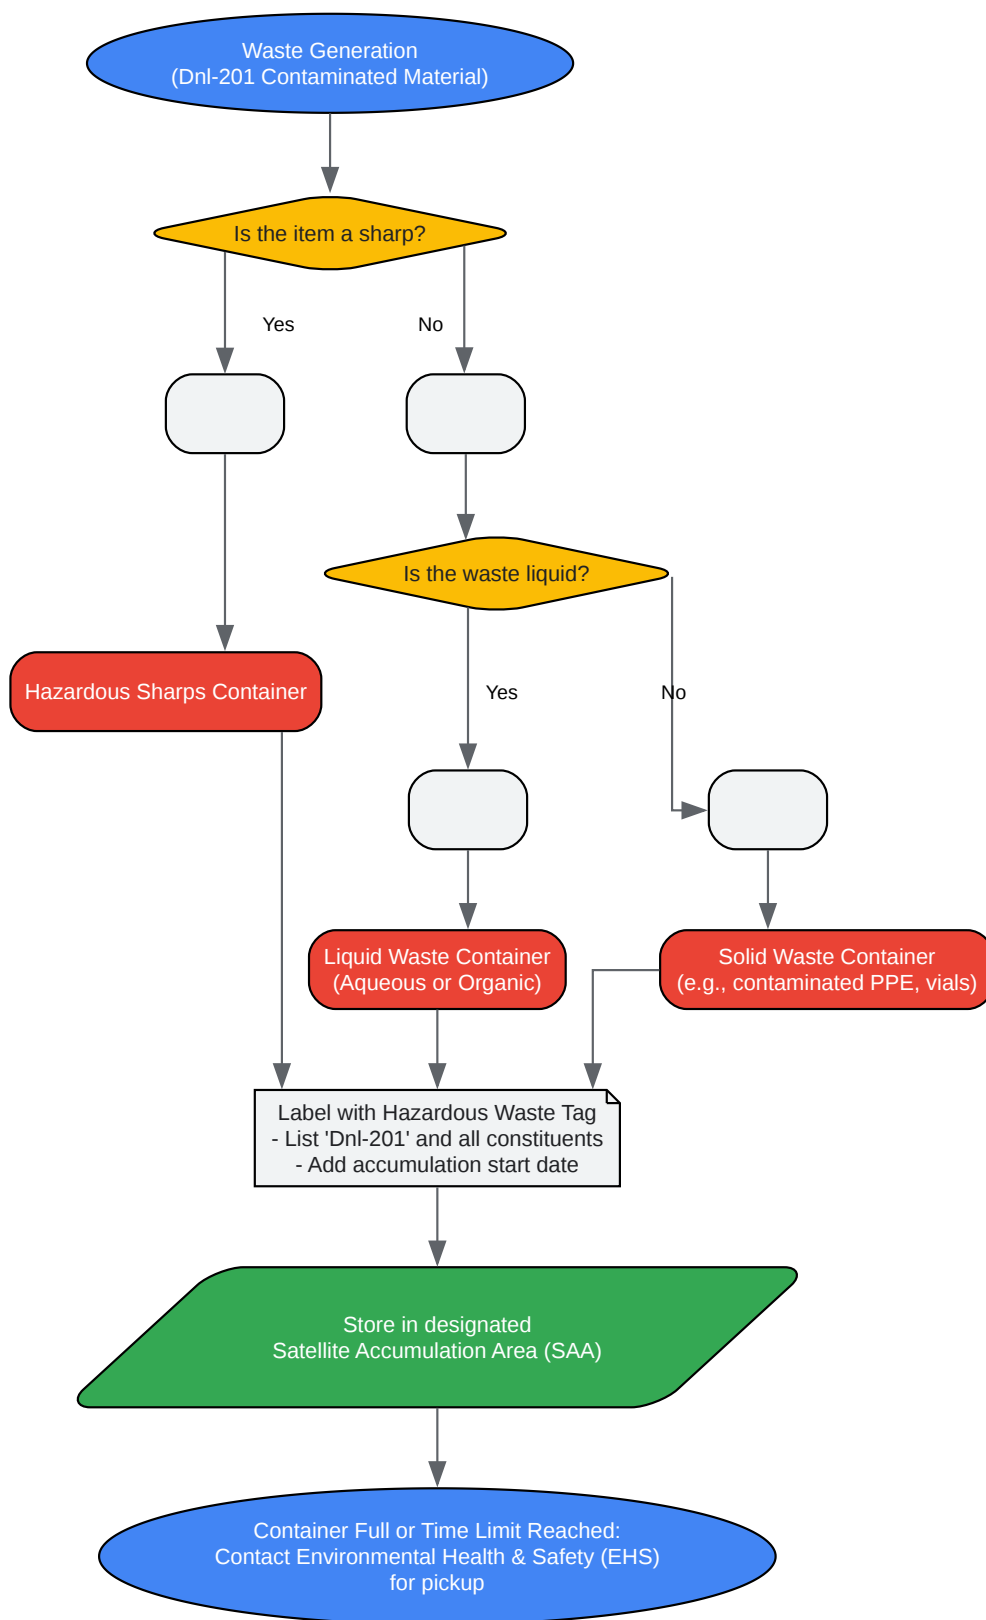 Waste Generation
(Dnl-201 Contaminated Material)
Is the item a sharp?
Yes
No
Is the waste liquid?
Hazardous Sharps Container
Yes
No
Liquid Waste Container
(Aqueous or Organic)
Solid Waste Container
(e.g., contaminated PPE, vials)
Label with Hazardous Waste Tag
- List 'Dnl-201' and all constituents
- Add accumulation start date
Store in designated
Satellite Accumulation Area (SAA)
Container Full or Time Limit Reached:
Contact Environmental Health & Safety (EHS)
for pickup